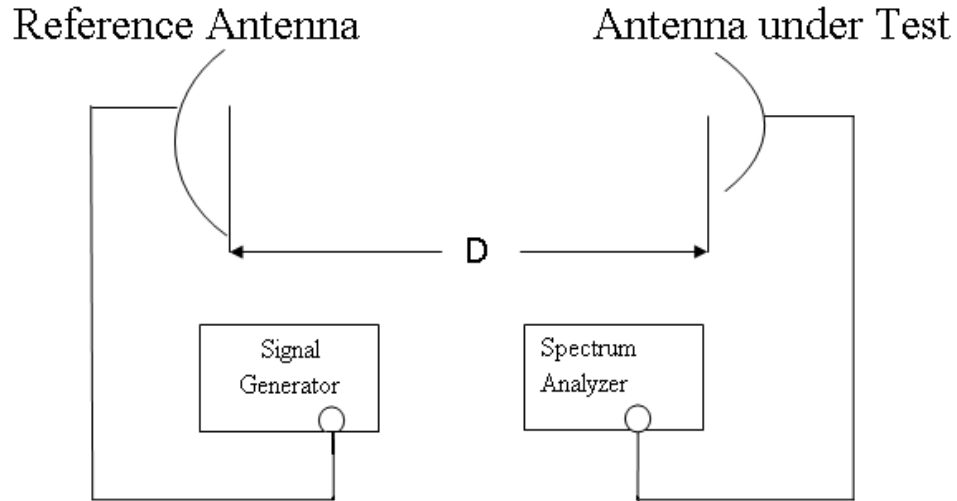 Reference Antenna
Antenna under Test
D
Signal
Generator
Spectrum
Analyzer